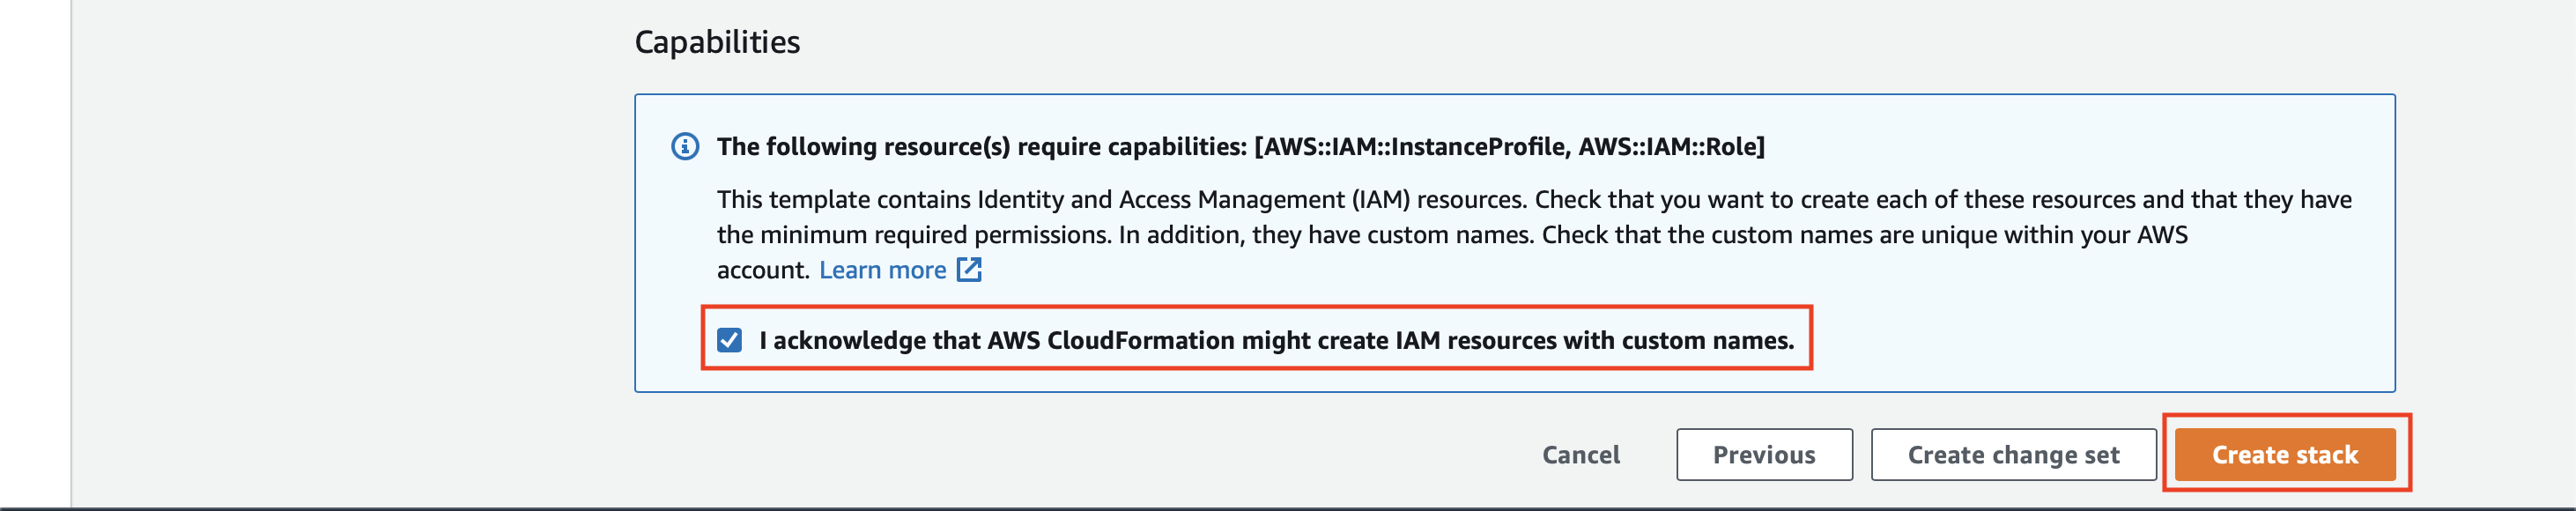 Capabilities
The following resource(s) require capabilities: [AWS::IAM::InstanceProfile, AWS::IAM::Role]
This template contains Identity and Access Management (IAM) resources. Check that you want to create each of these resources and that they have
the minimum required permissions. In addition, they have custom names. Check that the custom names are unique within your AWS
account. Learn more
I acknowledge that AWS CloudFormation might create IAM resources with custom names.
Cancel Previous Create change set Create stack